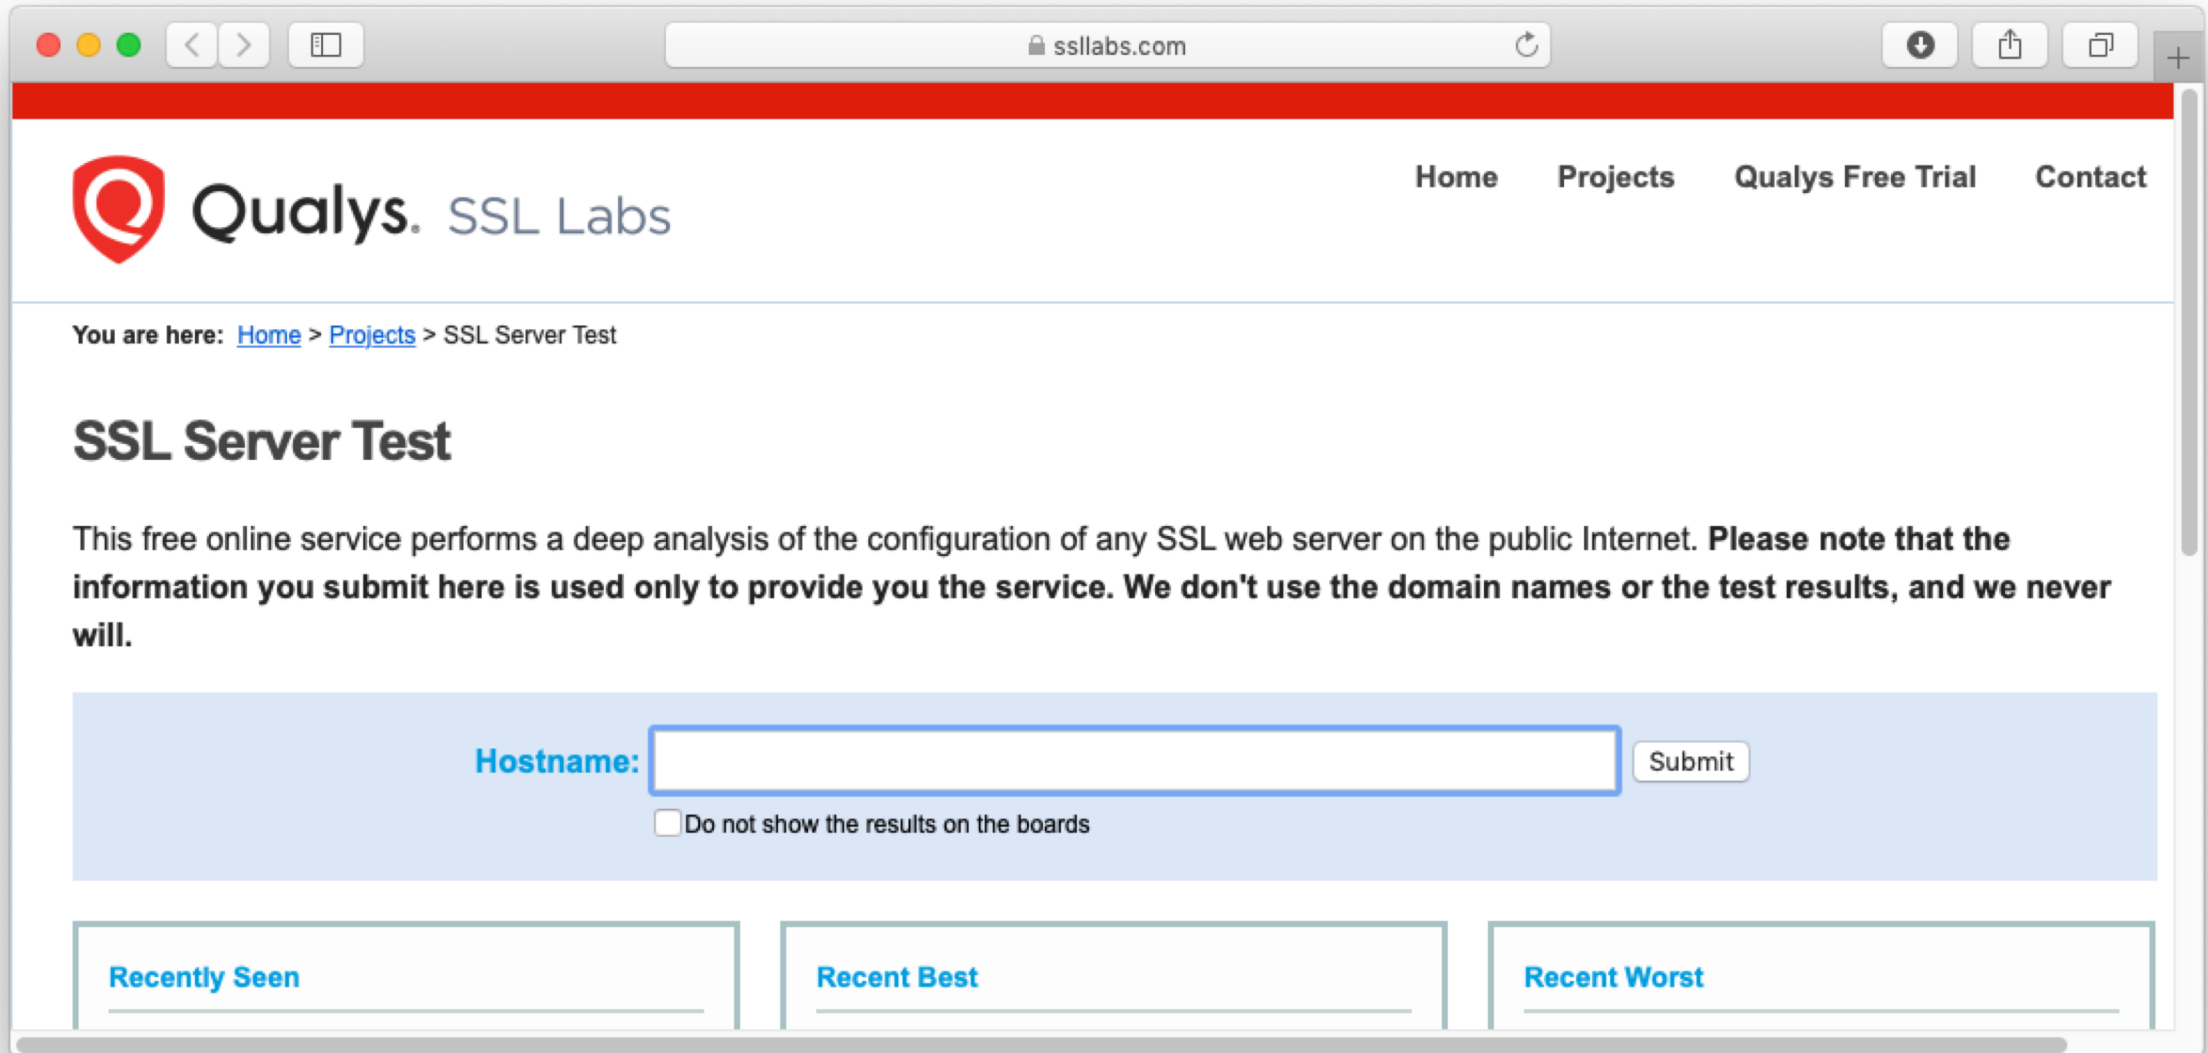 ssllabs.com
Qualys. SSL Labs
Home Projects Qualys Free Trial Contact
You are here: Home > Projects > SSL Server Test
SSL Server Test
This free online service performs a deep analysis of the configuration of any SSL web server on the public Internet. Please note that the
information you submit here is used only to provide you the service. We don't use the domain names or the test results, and we never
will.
Hostname: Submit
Do not show the results on the boards
Recently Seen Recent Best Recent Worst